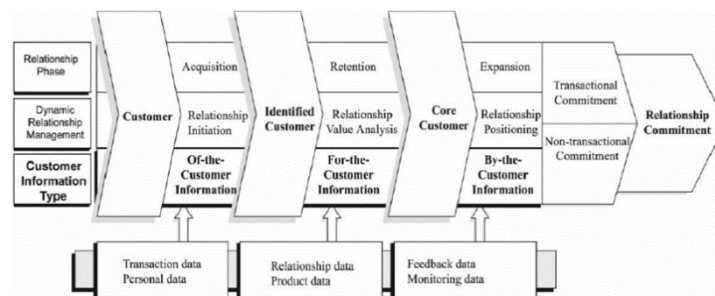 Relationship
Phase
Acquisition
Retention
Expansion
Dynamic
Relationship
Management
Customer
Relationship
Initiation
Identified
Customer
Relationship
Value Analysis
Core
Customer
Relationship
Positioning
Transactional
Commitment
Non-transactional
Commitment
Relationship
Commitment
Customer
Information
Type
Of-the-
Customer
Information
For-the-
Customer
Information
By-the-
Customer
Information
Transaction data
Personal data
Relationship data
Product data
Feedback data
Monitoring data